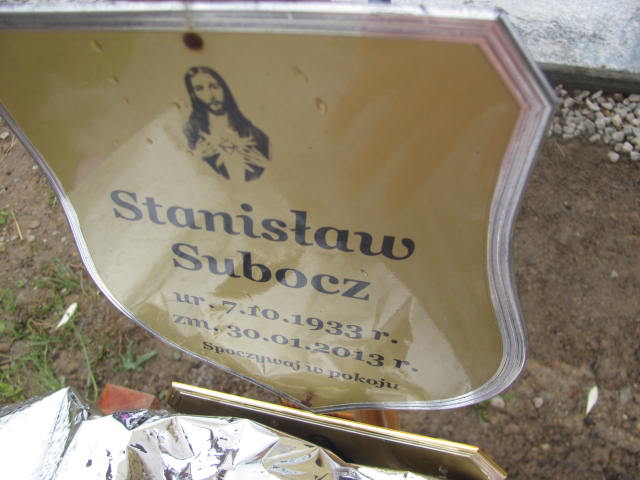 Stanisław
Subocz
ur. 7.10.1933 r.
zm. 30.01.2013 r.
Spoczywaj w pokoju